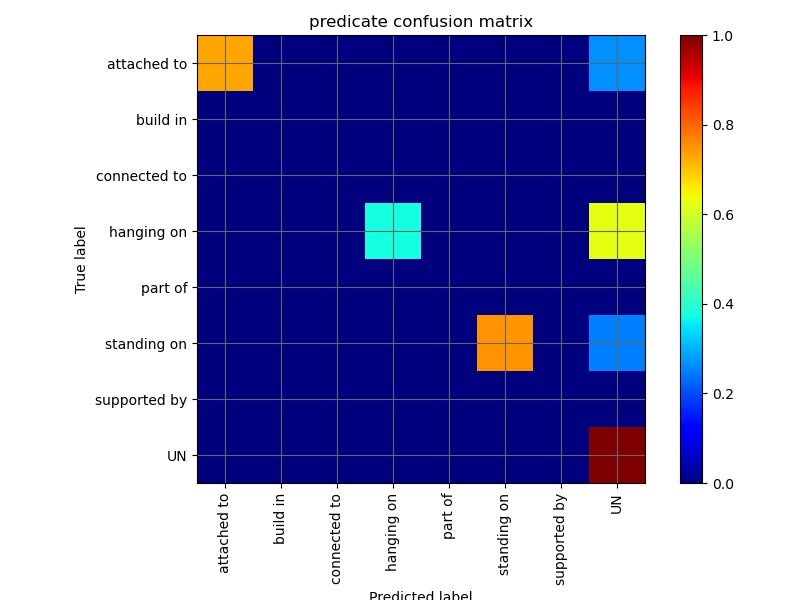 predicate confusion matrix
True label
attached to
build in
connected to
hanging on
part of
standing on
supported by
UN
attached to
build in
connected to
hanging on
part of
standing on
supported by
UN
Predicted label
1.0
0.8
0.6
0.4
0.2
0.0